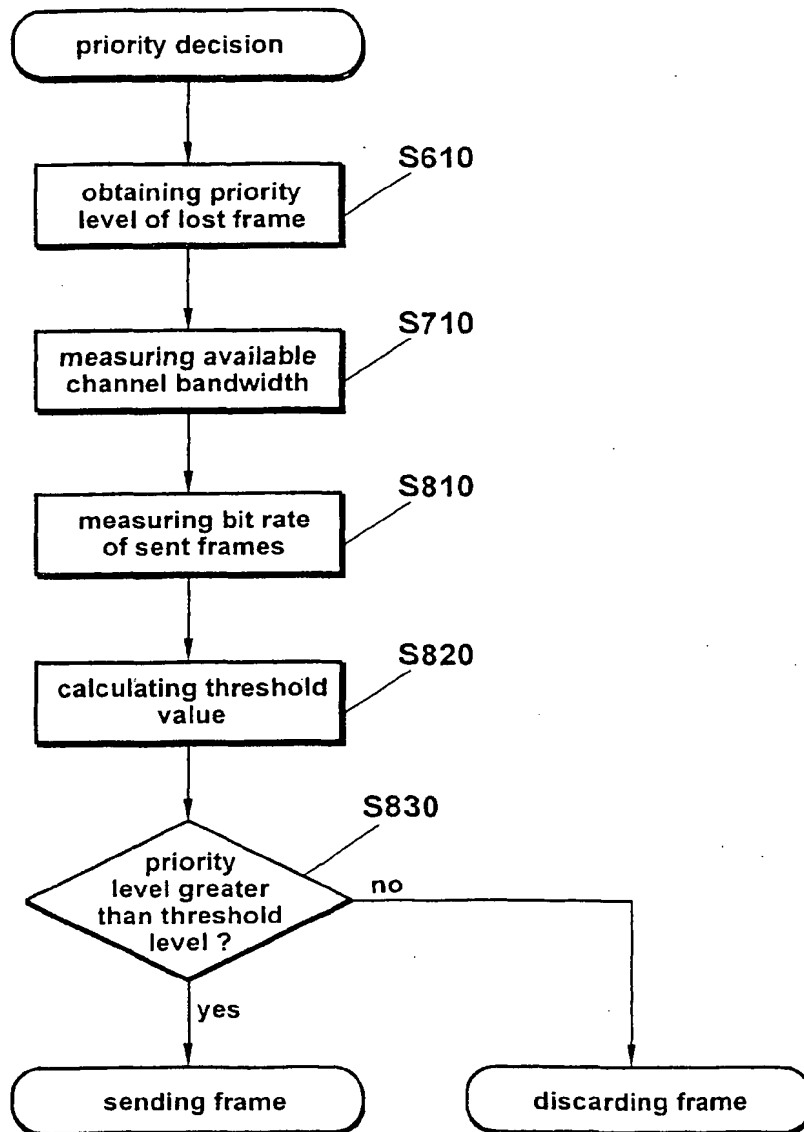 priority decision
S610
obtaining priority
level of lost frame
S710
measuring available
channel bandwidth
S810
measuring bit rate
of sent frames
S820
calculating threshold
value
S830
priority
level greater
than threshold
level ?
no
yes
sending frame
discarding frame